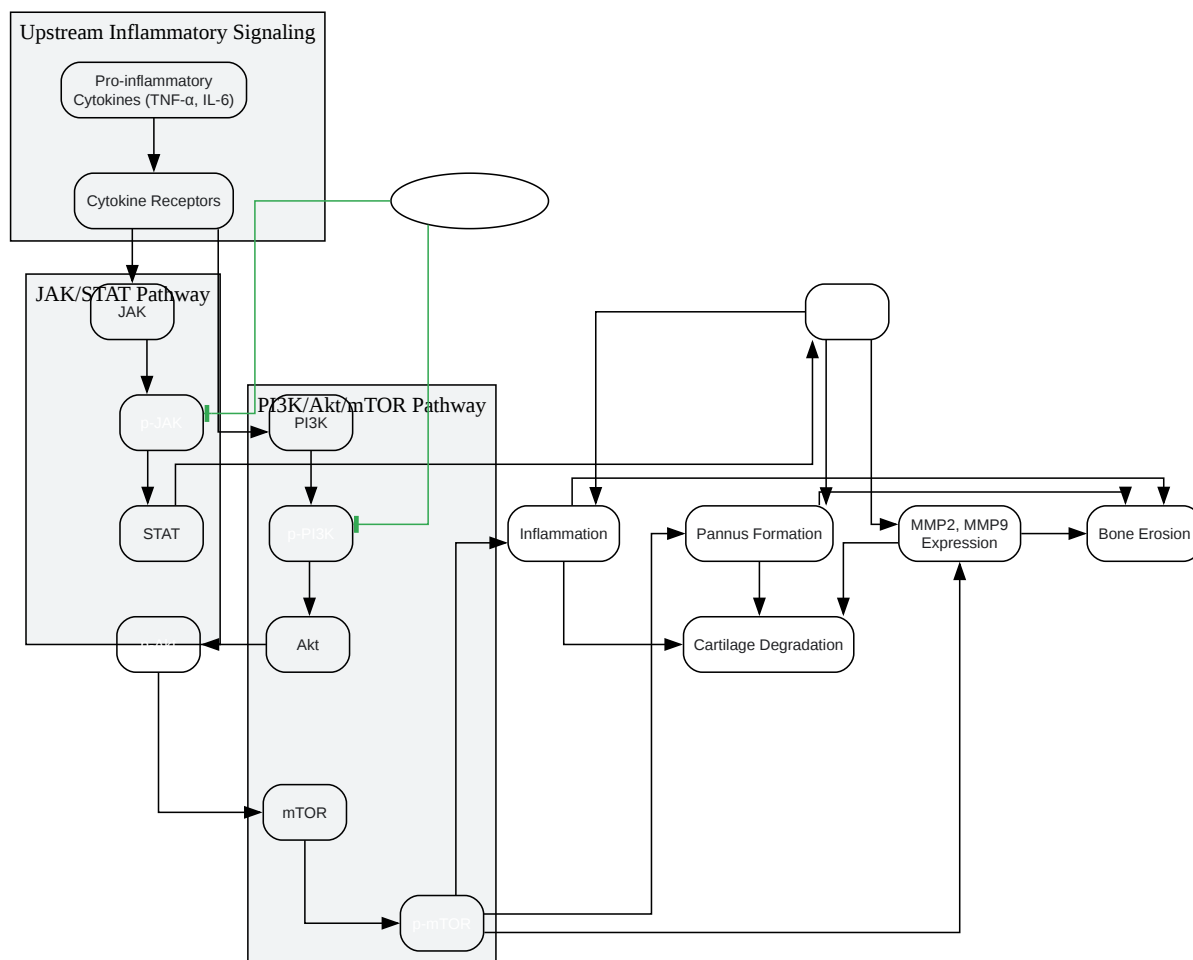 Upstream Inflammatory Signaling
Pro-inflammatory
Cytokines (TNF-α, IL-6)
Cytokine Receptors
JAK/STAT Pathway
JAK
p-JAK
PI3K/Akt/mTOR Pathway
PI3K
STAT
p-PI3K
Inflammation
Pannus Formation
MMP2, MMP9
Expression
Bone Erosion
Akt
Cartilage Degradation
mTOR
p-mTOR